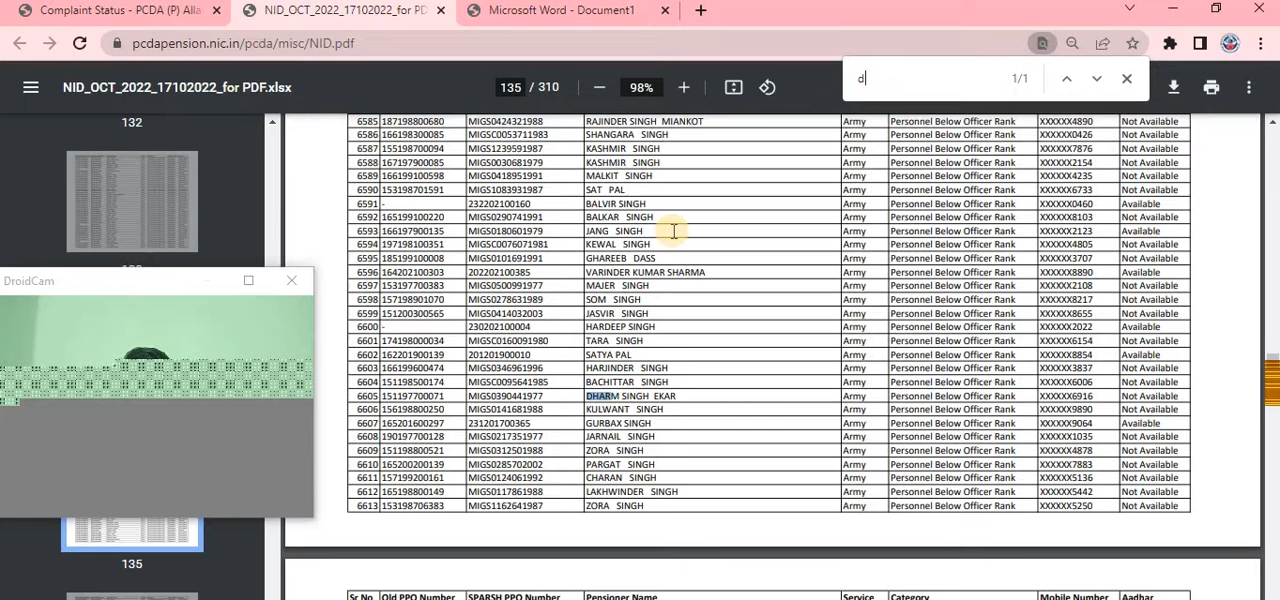 Complaint Status - PCDA (P) Alla
NID_OCT_2022_17102022_for PD
Microsoft Word - Document1
pcdapension.nic.in/pcda/misc/NID.pdf
d 1/1
NID_OCT_2022_17102022_for PDF.xlsx 135 / 310 98%
132
DroidCam
135
6585 187198800680 MIGS0424321988 RAJINDER SINGH MIANKOT Army Personnel Below Officer Rank XXXXXX4890 Not Available
6586 166198300085 MIGSC0053711983 SHANGARA SINGH Army Personnel Below Officer Rank XXXXXX0426 Not Available
6587 155198700094 MIGS1239591987 KASHMIR SINGH Army Personnel Below Officer Rank XXXXXX7876 Not Available
6588 167197900085 MIGS0030681979 KASHMIR SINGH Army Personnel Below Officer Rank XXXXXX2154 Not Available
6589 166199100598 MIGS0418951991 MALKIT SINGH Army Personnel Below Officer Rank XXXXXX4235 Not Available
6590 153198701591 MIGS1083931987 SAT PAL Army Personnel Below Officer Rank XXXXXX6733 Not Available
6591 - 232202100160 BALVIR SINGH Army Personnel Below Officer Rank XXXXXX0460 Available
6592 165199100220 MIGS0290741991 BALKAR SINGH Army Personnel Below Officer Rank XXXXXX8103 Not Available
6593 166197900135 MIGS0180601979 JANG SINGH Army Personnel Below Officer Rank XXXXXX2123 Available
6594 197198100351 MIGSC0076071981 KEWAL SINGH Army Personnel Below Officer Rank XXXXXX4805 Not Available
6595 185199100008 MIGS0101691991 GHAREEB DASS Army Personnel Below Officer Rank XXXXXX3707 Not Available
6596 164202100303 202202100385 VARINDER KUMAR SHARMA Army Personnel Below Officer Rank XXXXXX8890 Available
6597 153197700383 MIGS0500991977 MAJER SINGH Army Personnel Below Officer Rank XXXXXX2108 Not Available
6598 157198901070 MIGS0278631989 SOM SINGH Army Personnel Below Officer Rank XXXXXX8217 Not Available
6599 151200300565 MIGS0414032003 JASVIR SINGH Army Personnel Below Officer Rank XXXXXX8655 Not Available
6600 - 230202100004 HARDEEP SINGH Army Personnel Below Officer Rank XXXXXX2022 Available
6601 174198000034 MIGSC0160091980 TARA SINGH Army Personnel Below Officer Rank XXXXXX6154 Not Available
6602 162201900139 201201900010 SATYA PAL Army Personnel Below Officer Rank XXXXXX8854 Available
6603 166199600474 MIGS0346961996 HARJINDER SINGH Army Personnel Below Officer Rank XXXXXX3837 Not Available
6604 151198500174 MIGSC0095641985 BACHITTAR SINGH Army Personnel Below Officer Rank XXXXXX6006 Not Available
6605 151197700071 MIGS0390441977 DHARM SINGH EKAR Army Personnel Below Officer Rank XXXXXX6916 Not Available
6606 156198800250 MIGS0141681988 KULWANT SINGH Army Personnel Below Officer Rank XXXXXX9890 Not Available
6607 165201600297 231201700365 GURBAX SINGH Army Personnel Below Officer Rank XXXXXX9064 Available
6608 190197700128 MIGS0217351977 JARNAIL SINGH Army Personnel Below Officer Rank XXXXXX1035 Not Available
6609 151198800521 MIGS0312501988 ZORA SINGH Army Personnel Below Officer Rank XXXXXX4878 Not Available
6610 165200200139 MIGS0285702002 PARGAT SINGH Army Personnel Below Officer Rank XXXXXX7883 Not Available
6611 157199200161 MIGS0124061992 CHARAN SINGH Army Personnel Below Officer Rank XXXXXX5136 Not Available
6612 165198800149 MIGS0117861988 LAKHWINDER SINGH Army Personnel Below Officer Rank XXXXXX5442 Not Available
6613 153198706383 MIGS1162641987 ZORA SINGH Army Personnel Below Officer Rank XXXXXX5250 Not Available
Sr No Old PPO Number SPARSH PPO Number Pensioner Name Service Category Mobile Number Aadhar